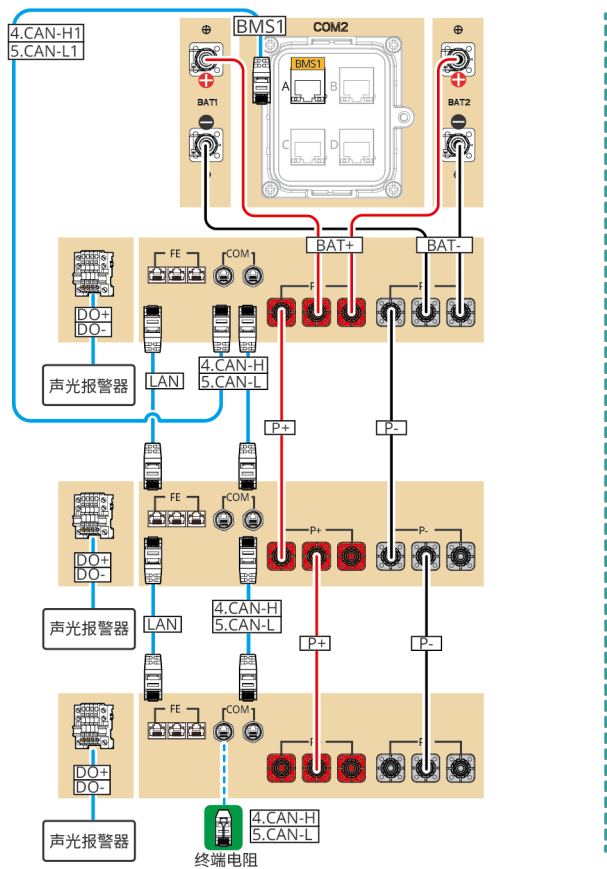 4.CAN-H1
5.CAN-L1
BMS1
COM2
BMS1
A
B
C
D
BAT1
BAT2
BAT+
BAT-
FE
COM
P
P
DO+
DO-
声光报警器
LAN
4.CAN-H
5.CAN-L
P+
P-
FE
COM
P+
P-
DO+
DO-
声光报警器
LAN
4.CAN-H
5.CAN-L
P+
P-
FE
COM
P
P
DO+
DO-
声光报警器
4.CAN-H
5.CAN-L
终端电阻